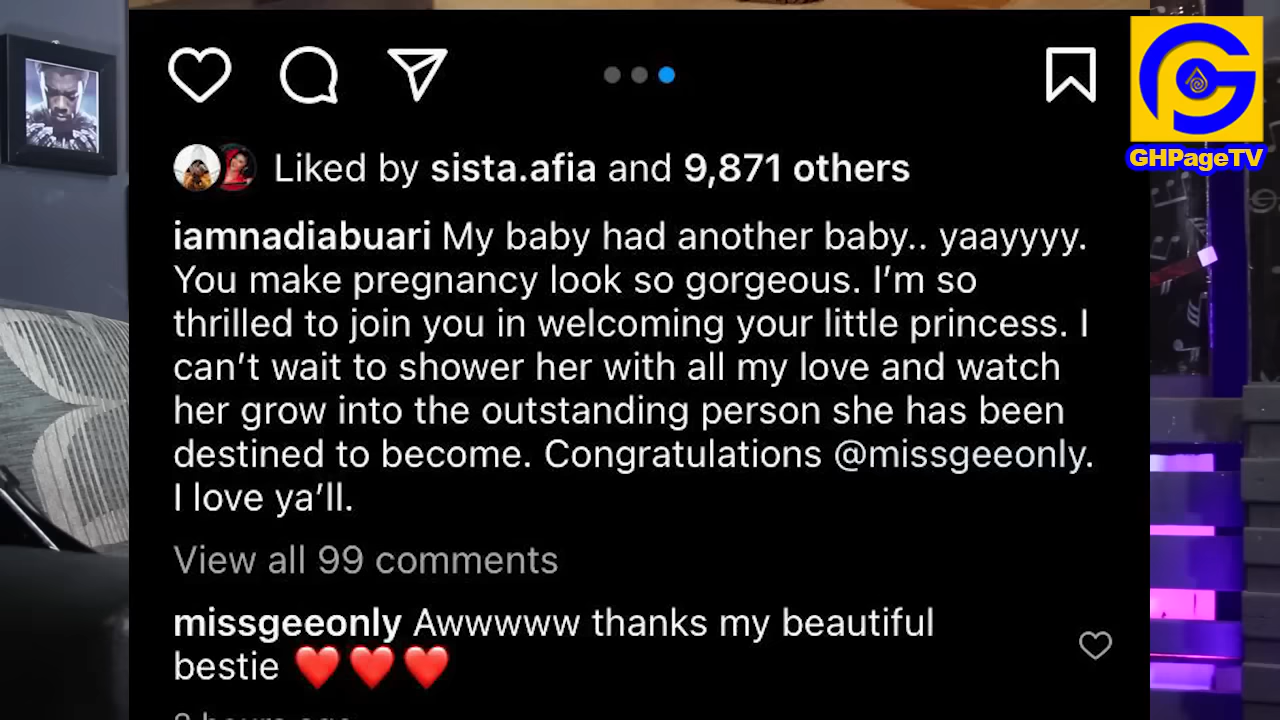 GHPageTV
Liked by sista.afia and 9,871 others
iamnadiabuari My baby had another baby.. yaayyyy.
You make pregnancy look so gorgeous. I’m so
thrilled to join you in welcoming your little princess. I
can’t wait to shower her with all my love and watch
her grow into the outstanding person she has been
destined to become. Congratulations @missgeeonly.
I love ya’ll.
View all 99 comments
missgeeonly Awwwww thanks my beautiful
bestie ❤️❤️❤️
hours ago